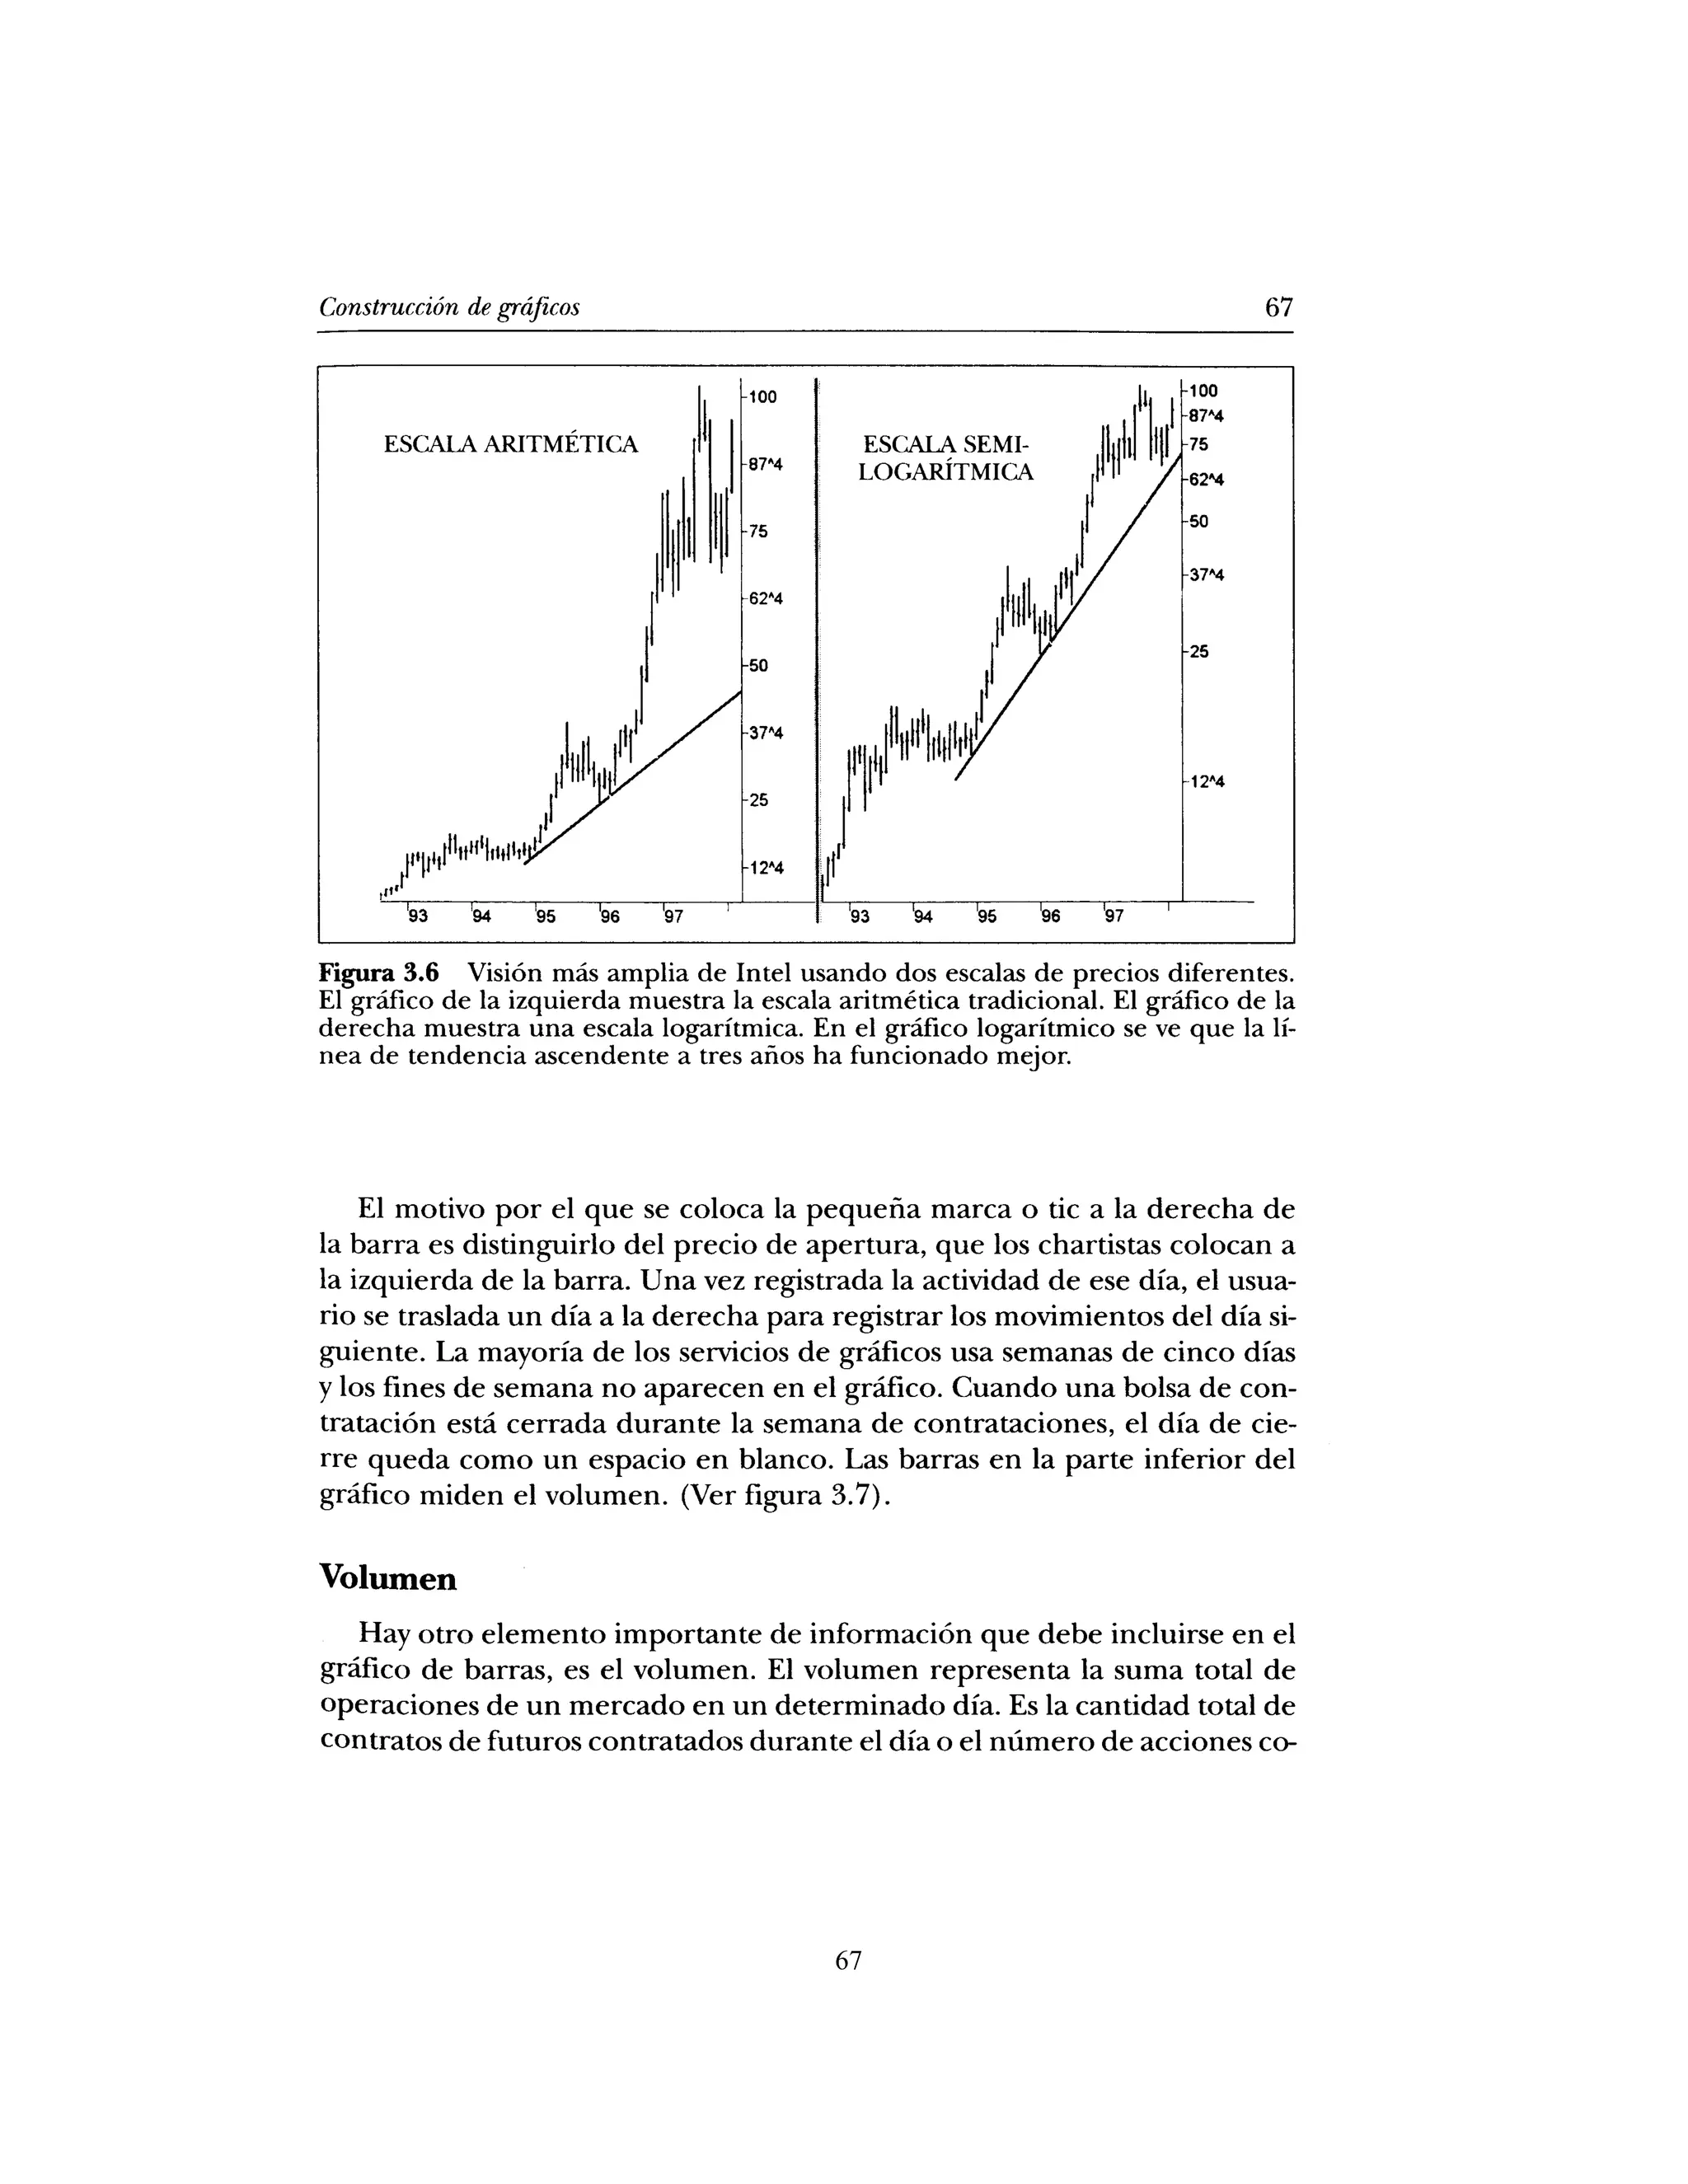 Construcción de gráficos 67
ESCALA ARITMÉTICA
100
87^4
75
62^4
50
37^4
25
12^4
'93 '94 '95 '96 '97
ESCALA SEMI-
LOGARÍTMICA
100
87^4
75
62^4
50
37^4
25
12^4
'93 '94 '95 '96 '97
Figura 3.6 Visión más amplia de Intel usando dos escalas de precios diferentes.
El gráfico de la izquierda muestra la escala aritmética tradicional. El gráfico de la
derecha muestra una escala logarítmica. En el gráfico logarítmico se ve que la lí-
nea de tendencia ascendente a tres años ha funcionado mejor.
El motivo por el que se coloca la pequeña marca o tic a la derecha de
la barra es distinguirlo del precio de apertura, que los chartistas colocan a
la izquierda de la barra. Una vez registrada la actividad de ese día, el usua-
rio se traslada un día a la derecha para registrar los movimientos del día si-
guiente. La mayoría de los servicios de gráficos usa semanas de cinco días
y los fines de semana no aparecen en el gráfico. Cuando una bolsa de con-
tratación está cerrada durante la semana de contrataciones, el día de cie-
rre queda como un espacio en blanco. Las barras en la parte inferior del
gráfico miden el volumen. (Ver figura 3.7).
Volumen
Hay otro elemento importante de información que debe incluirse en el
gráfico de barras, es el volumen. El volumen representa la suma total de
operaciones de un mercado en un determinado día. Es la cantidad total de
contratos de futuros contratados durante el día o el número de acciones co-
67